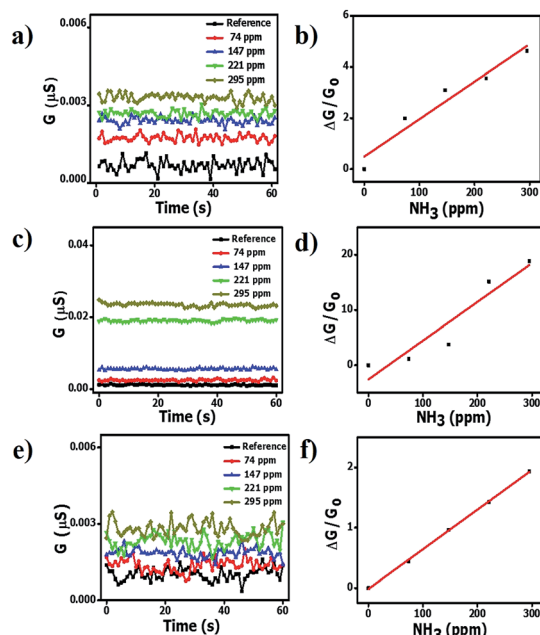 a)
0.006
0.003
0.000
G (µS)
Reference
74 ppm
147 ppm
221 ppm
295 ppm
0 20 40 60
Time (s)
b)
6
4
2
0
ΔG / G0
0 100 200 300
NH3 (ppm)
c)
0.04
0.02
0.00
G (µS)
Reference
74 ppm
147 ppm
221 ppm
295 ppm
0 20 40 60
Time (s)
d)
20
10
0
ΔG / G0
0 100 200 300
NH3 (ppm)
e)
0.006
0.003
0.000
G (µS)
Reference
74 ppm
147 ppm
221 ppm
295 ppm
0 20 40 60
Time (s)
f)
2
1
0
ΔG / G0
0 100 200 300
NH3 (ppm)